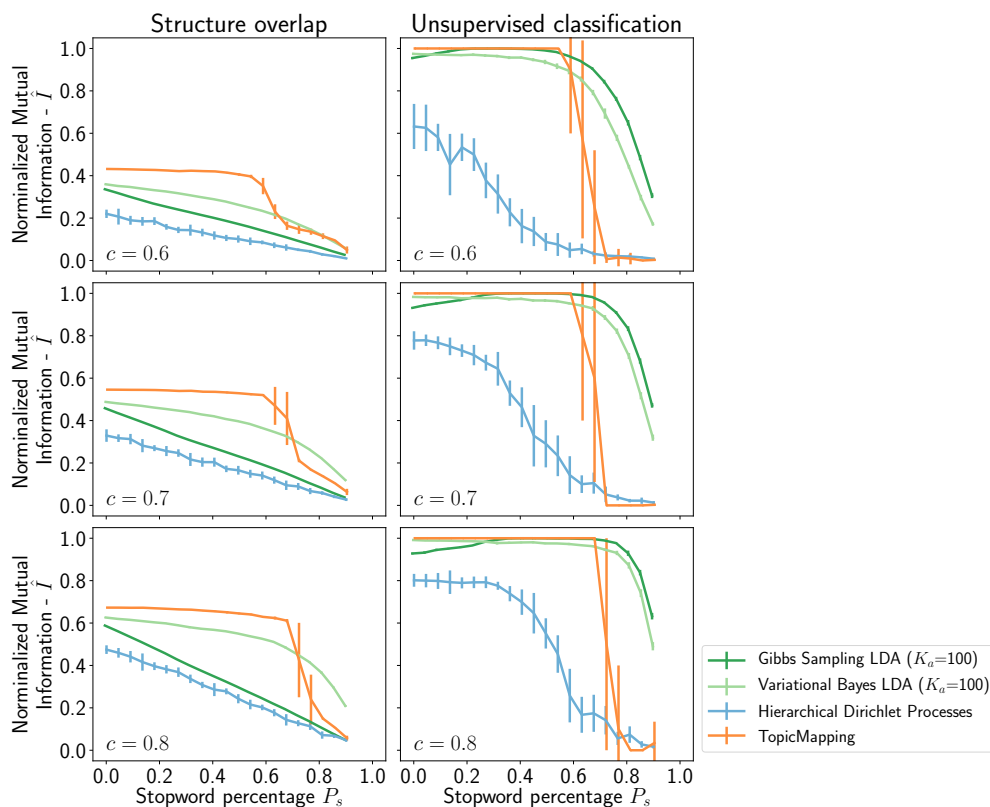 Structure overlap
Unsupervised classification
Norminalized Mutual
Information - Î
1.0
0.8
0.6
0.4
0.2
0.0
c = 0.6
c = 0.6
Norminalized Mutual
Information - Î
1.0
0.8
0.6
0.4
0.2
0.0
c = 0.7
c = 0.7
Norminalized Mutual
Information - Î
1.0
0.8
0.6
0.4
0.2
0.0
c = 0.8
c = 0.8
0.0 0.2 0.4 0.6 0.8 1.0
0.0 0.2 0.4 0.6 0.8 1.0
Stopword percentage Pₛ
Stopword percentage Pₛ
Gibbs Sampling LDA (Kₐ=100)
Variational Bayes LDA (Kₐ=100)
Hierarchical Dirichlet Processes
TopicMapping